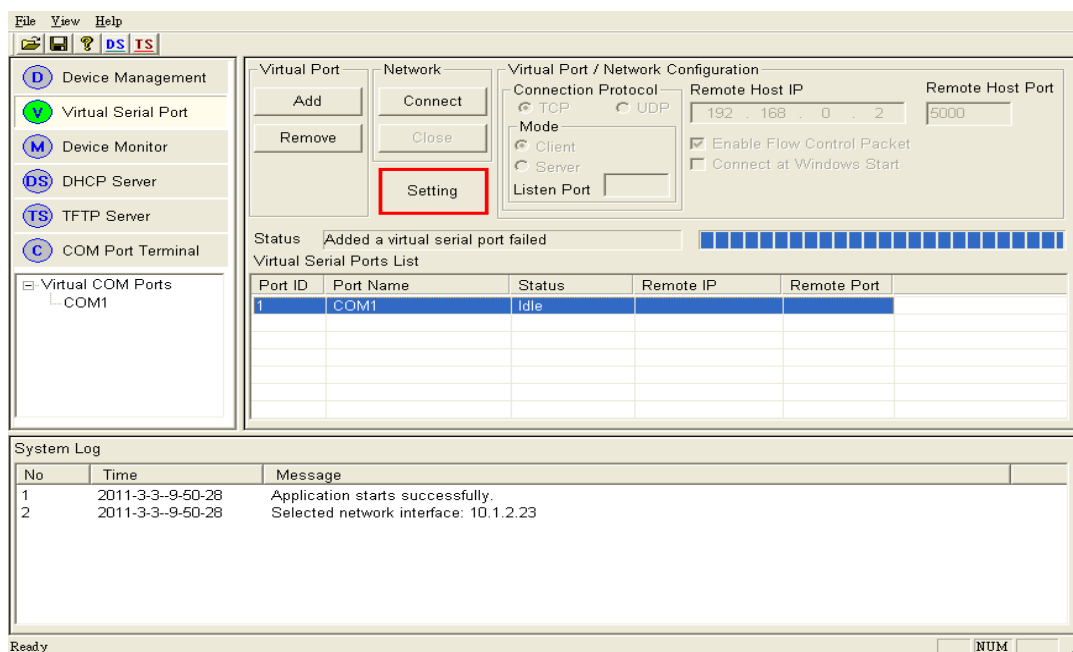 File View Help
DS TS
D Device Management
V Virtual Serial Port
M Device Monitor
DS DHCP Server
TS TFTP Server
C COM Port Terminal
Virtual COM Ports
COM1
Virtual Port
Add
Remove
Network
Connect
Close
Setting
Virtual Port / Network Configuration
Connection Protocol
TCP UDP
Mode
Client
Server
Listen Port
Remote Host IP
192 . 168 . 0 . 2
Remote Host Port
5000
Enable Flow Control Packet
Connect at Windows Start
Status Added a virtual serial port failed
Virtual Serial Ports List
Port ID Port Name Status Remote IP Remote Port
1 COM1 Idle
System Log
No Time Message
1 2011-3-3--9-50-28 Application starts successfully.
2 2011-3-3--9-50-28 Selected network interface: 10.1.2.23
Ready NUM